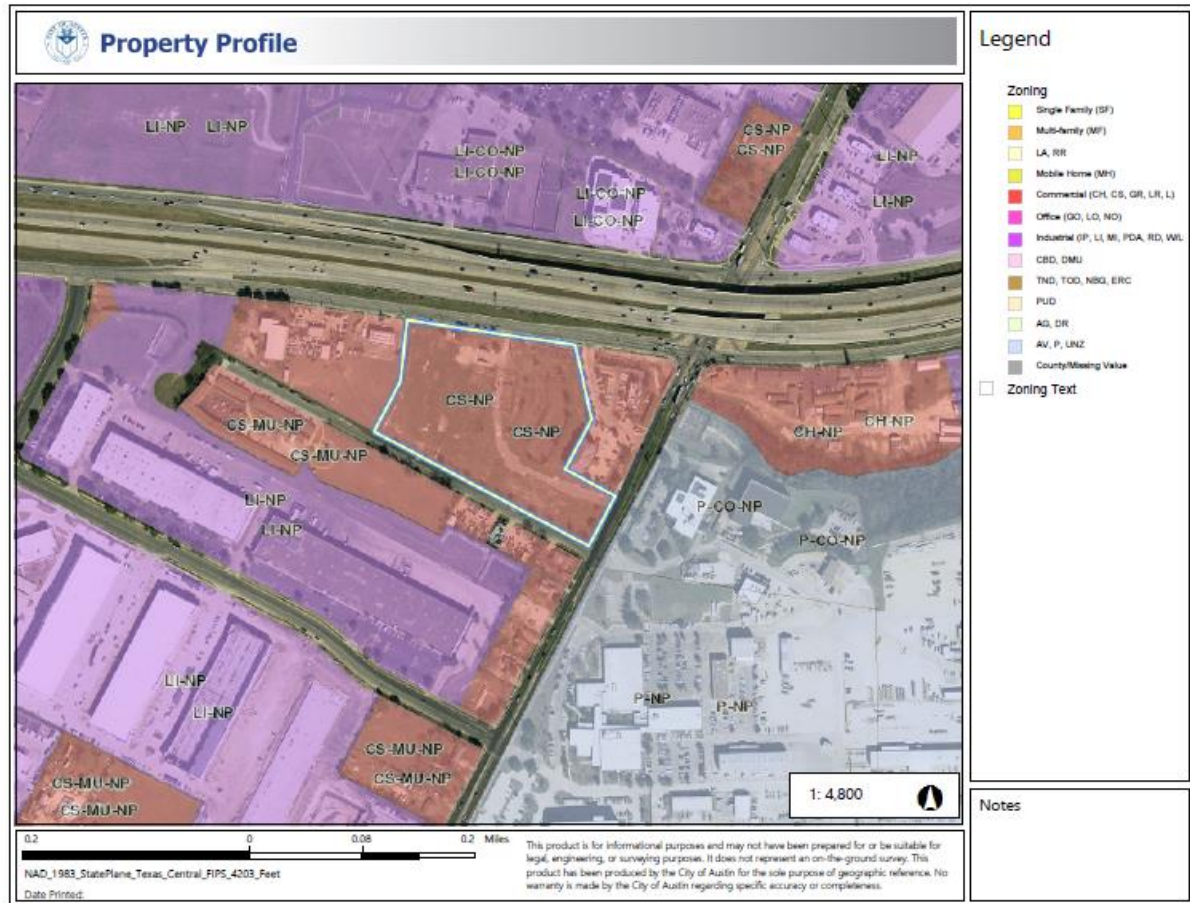 Property Profile
LI-NP LI-NP
CS-NP
CS-NP
LI-CO-NP
LI-CO-NP
LI-NP
LI-NP
LI-CO-NP
LI-CO-NP
CS-NP
CS-NP
CH-NP CH-NP
CS-MU-NP
CS-MU-NP
LI-NP
LI-NP
P-CO-NP
P-CO-NP
LI-NP
LI-NP
P-NP P-NP
CS-MU-NP
CS-MU-NP
CS-MU-NP
CS-MU-NP
1: 4,800
0.2 0 0.08 0.2 Miles
NAD_1983_StatePlane_Texas_Central_FIPS_4203_Feet
Date Printed:
This product is for informational purposes and may not have been prepared for or be suitable for
legal, engineering, or surveying purposes. It does not represent an on-the-ground survey. This
product has been produced by the City of Austin for the sole purpose of geographic reference. No
warranty is made by the City of Austin regarding specific accuracy or completeness.
Legend
Zoning
Single Family (SF)
Multi-family (MF)
LA, RR
Mobile Home (MH)
Commercial (CH, CS, GR, LR, L)
Office (GO, LO, NO)
Industrial (IP, LI, MI, PDA, RD, W/L
CBD, DMU
TND, TOD, NBG, ERC
PUD
AG, DR
AV, P, UNZ
County/Missing Value
Zoning Text
Notes